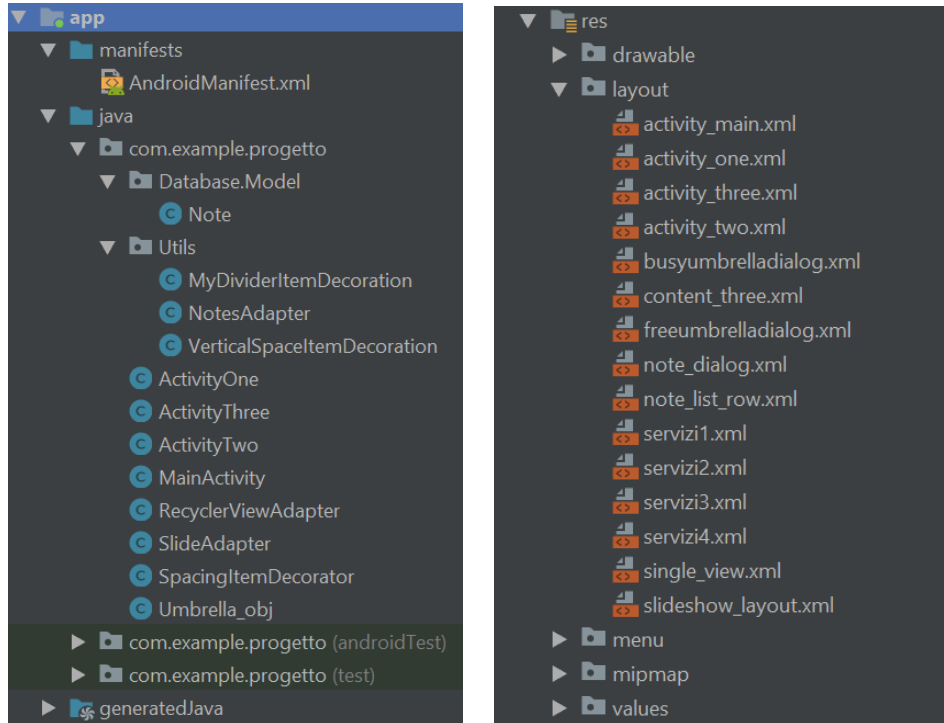 app
manifests
AndroidManifest.xml
java
com.example.progetto
Database.Model
Note
Utils
MyDividerItemDecoration
NotesAdapter
VerticalSpaceItemDecoration
ActivityOne
ActivityThree
ActivityTwo
MainActivity
RecyclerViewAdapter
SlideAdapter
SpacingItemDecorator
Umbrella_obj
com.example.progetto (androidTest)
com.example.progetto (test)
generatedJava
res
drawable
layout
activity_main.xml
activity_one.xml
activity_three.xml
activity_two.xml
busyumbrelladialog.xml
content_three.xml
freeumbrelladialog.xml
note_dialog.xml
note_list_row.xml
servizi1.xml
servizi2.xml
servizi3.xml
servizi4.xml
single_view.xml
slideshow_layout.xml
menu
mipmap
values